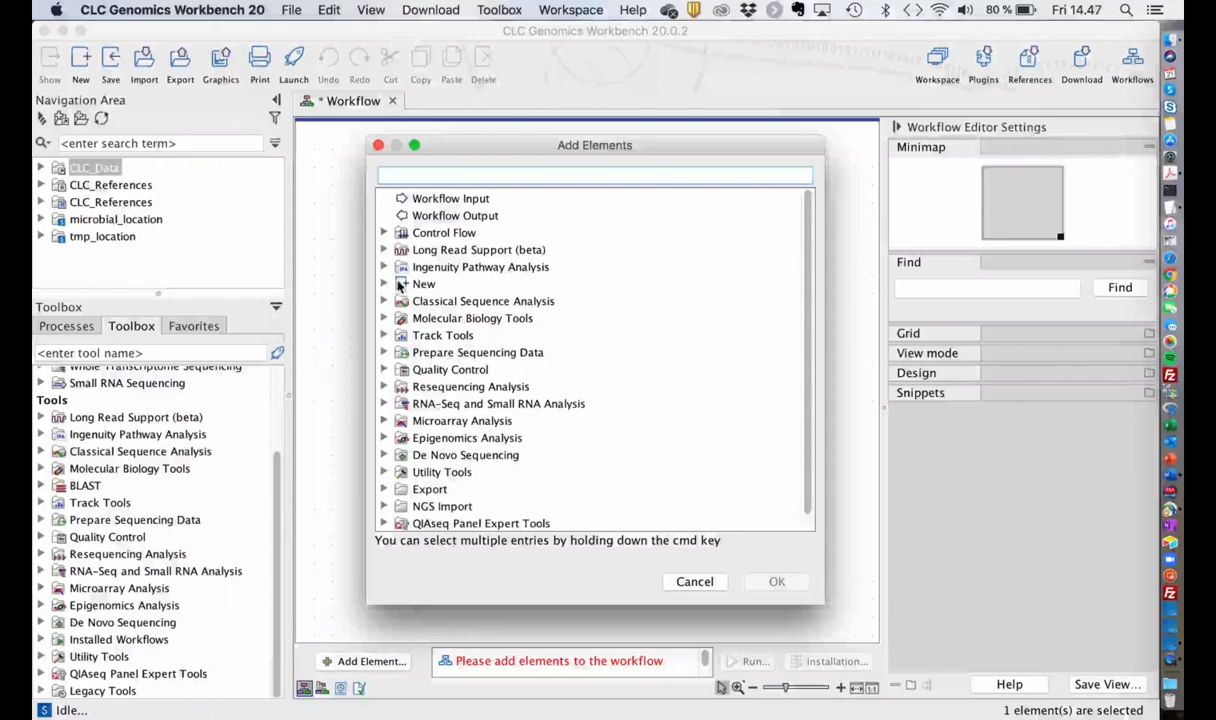 CLC Genomics Workbench 20 File Edit View Download Toolbox Workspace Help 80 % Fri 14.47
CLC Genomics Workbench 20.0.2
Show New Save Import Export Graphics Print Launch Undo Redo Cut Copy Paste Delete Workspace Plugins References Download Workflows
Navigation Area
* Workflow
<enter search term>
CLC_Data
CLC_References
CLC_References
microbial_location
tmp_location
Toolbox
Processes Toolbox Favorites
<enter tool name>
Whole Transcriptome Sequencing
Small RNA Sequencing
Tools
Long Read Support (beta)
Ingenuity Pathway Analysis
Classical Sequence Analysis
Molecular Biology Tools
BLAST
Track Tools
Prepare Sequencing Data
Quality Control
Resequencing Analysis
RNA-Seq and Small RNA Analysis
Microarray Analysis
Epigenomics Analysis
De Novo Sequencing
Installed Workflows
Utility Tools
QIAseq Panel Expert Tools
Legacy Tools
Idle...
Add Elements
Workflow Input
Workflow Output
Control Flow
Long Read Support (beta)
Ingenuity Pathway Analysis
New
Classical Sequence Analysis
Molecular Biology Tools
Track Tools
Prepare Sequencing Data
Quality Control
Resequencing Analysis
RNA-Seq and Small RNA Analysis
Microarray Analysis
Epigenomics Analysis
De Novo Sequencing
Utility Tools
Export
NGS Import
QIAseq Panel Expert Tools
You can select multiple entries by holding down the cmd key
Cancel OK
Add Element... Please add elements to the workflow Run... Installation...
Workflow Editor Settings
Minimap
Find
Find
Grid
View mode
Design
Snippets
Help Save View...
1 element(s) are selected